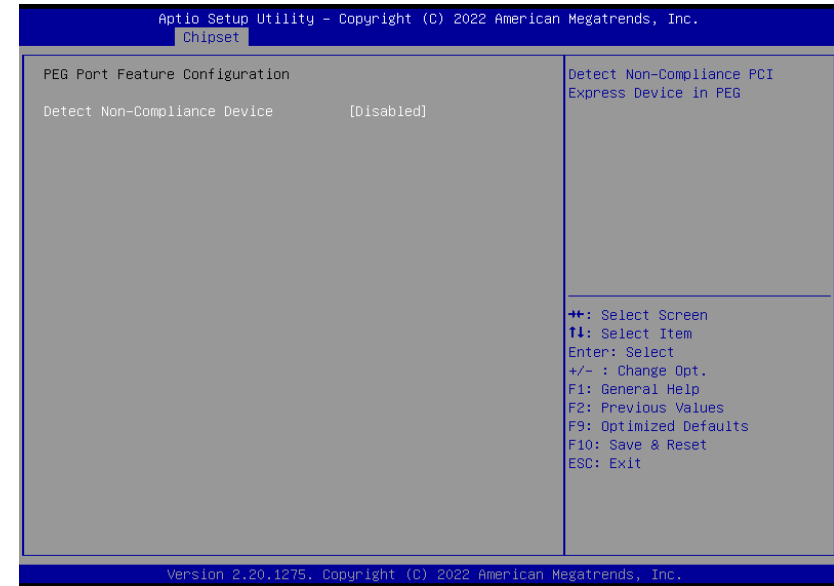 Aptio Setup Utility – Copyright (C) 2022 American Megatrends, Inc.
Chipset
PEG Port Feature Configuration
Detect Non-Compliance Device [Disabled]
Detect Non-Compliance PCI
Express Device in PEG
→←: Select Screen
↑↓: Select Item
Enter: Select
+/- : Change Opt.
F1: General Help
F2: Previous Values
F9: Optimized Defaults
F10: Save & Reset
ESC: Exit
Version 2.20.1275. Copyright (C) 2022 American Megatrends, Inc.